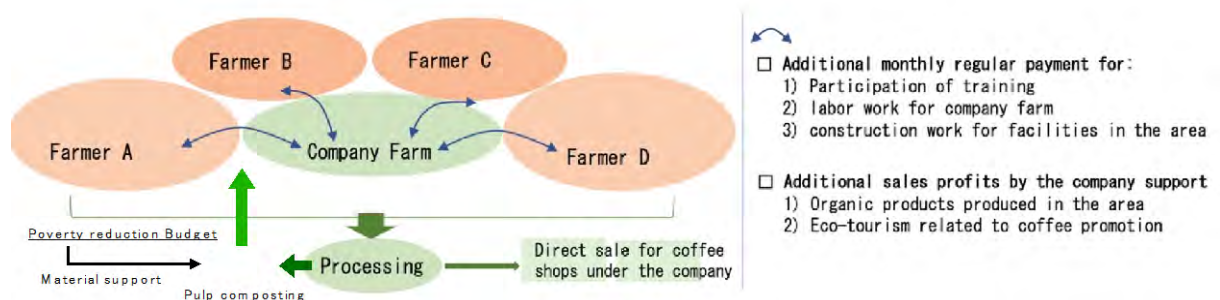 Farmer B
Farmer C
Farmer A
Company Farm
Farmer D
Poverty reduction Budget
Material support
Pulp composting
Processing
Direct sale for coffee
shops under the company
□ Additional monthly regular payment for:
1) Participation of training
2) labor work for company farm
3) construction work for facilities in the area
□ Additional sales profits by the company support
1) Organic products produced in the area
2) Eco-tourism related to coffee promotion